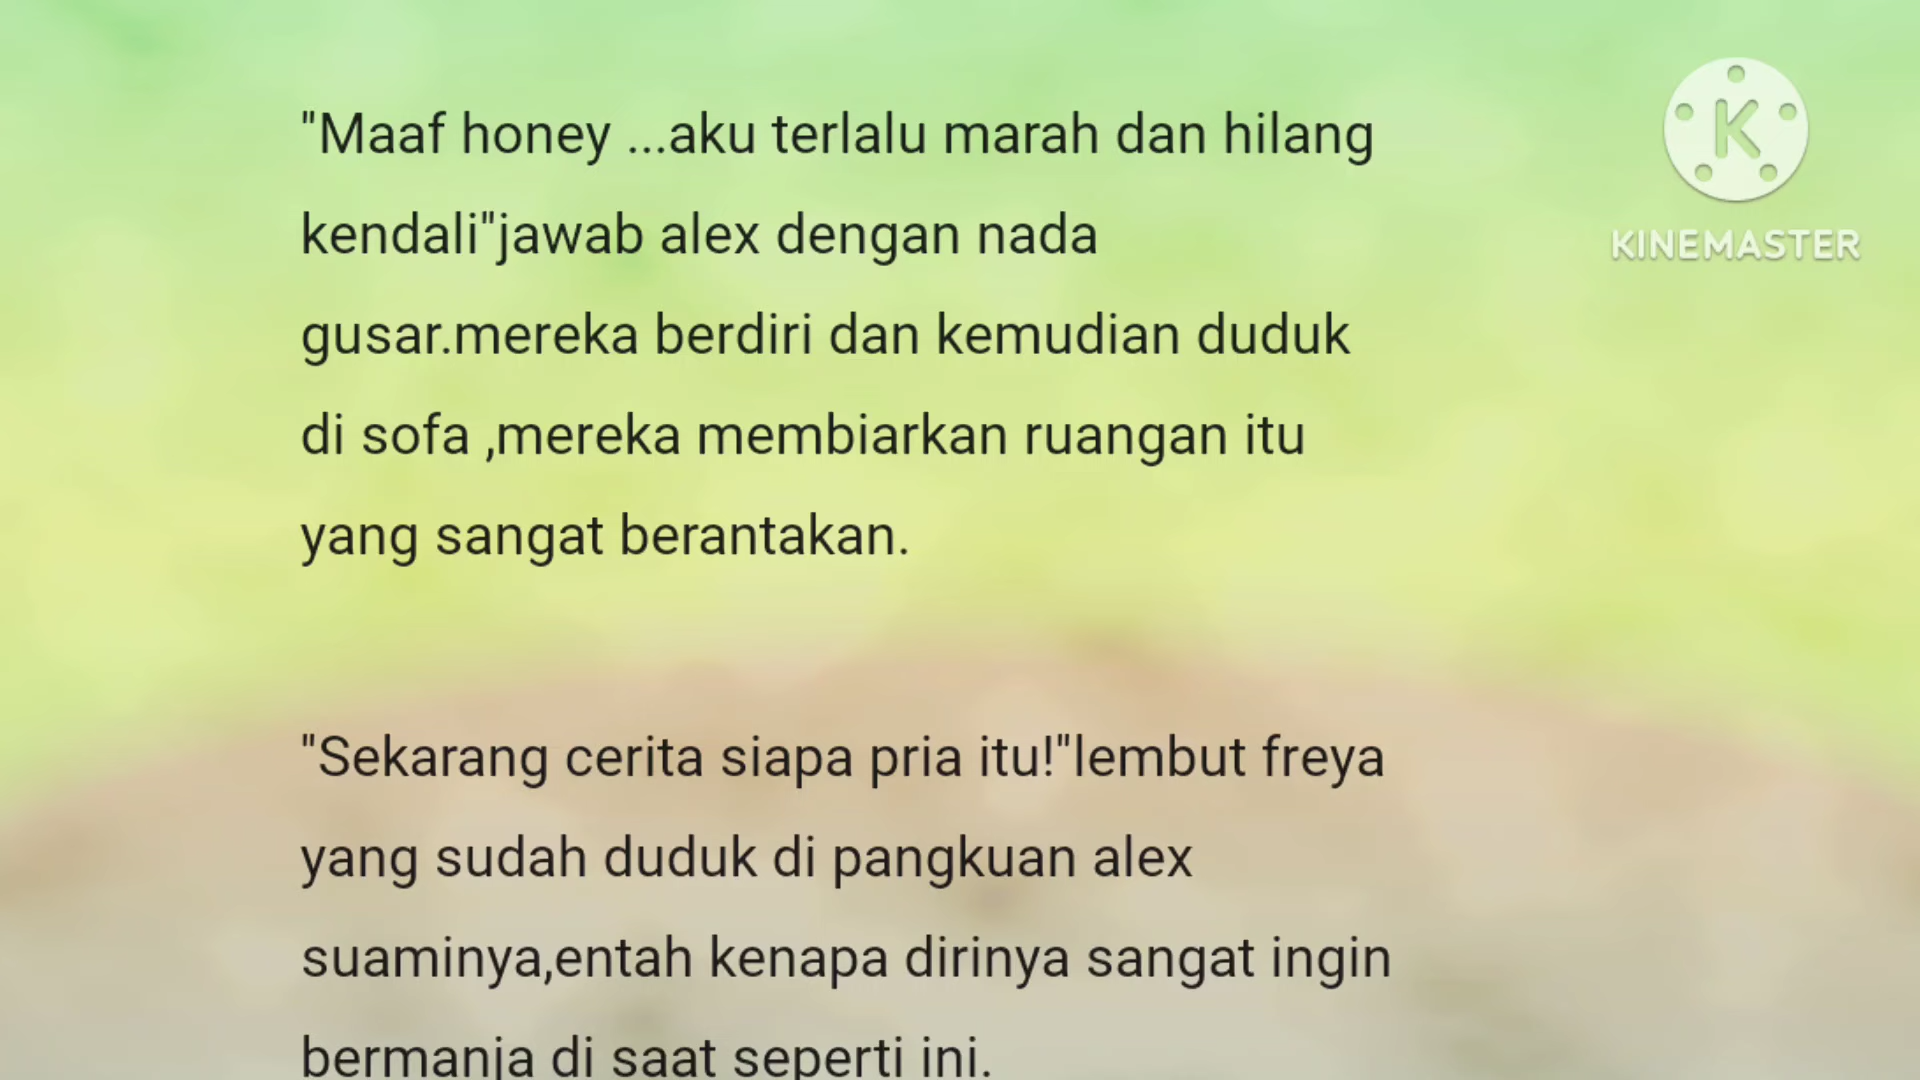 "Maaf honey ...aku terlalu marah dan hilang
kendali"jawab alex dengan nada
gusar.mereka berdiri dan kemudian duduk
di sofa ,mereka membiarkan ruangan itu
yang sangat berantakan.
"Sekarang cerita siapa pria itu!"lembut freya
yang sudah duduk di pangkuan alex
suaminya,entah kenapa dirinya sangat ingin
bermanja di saat seperti ini.
K
KINEMASTER